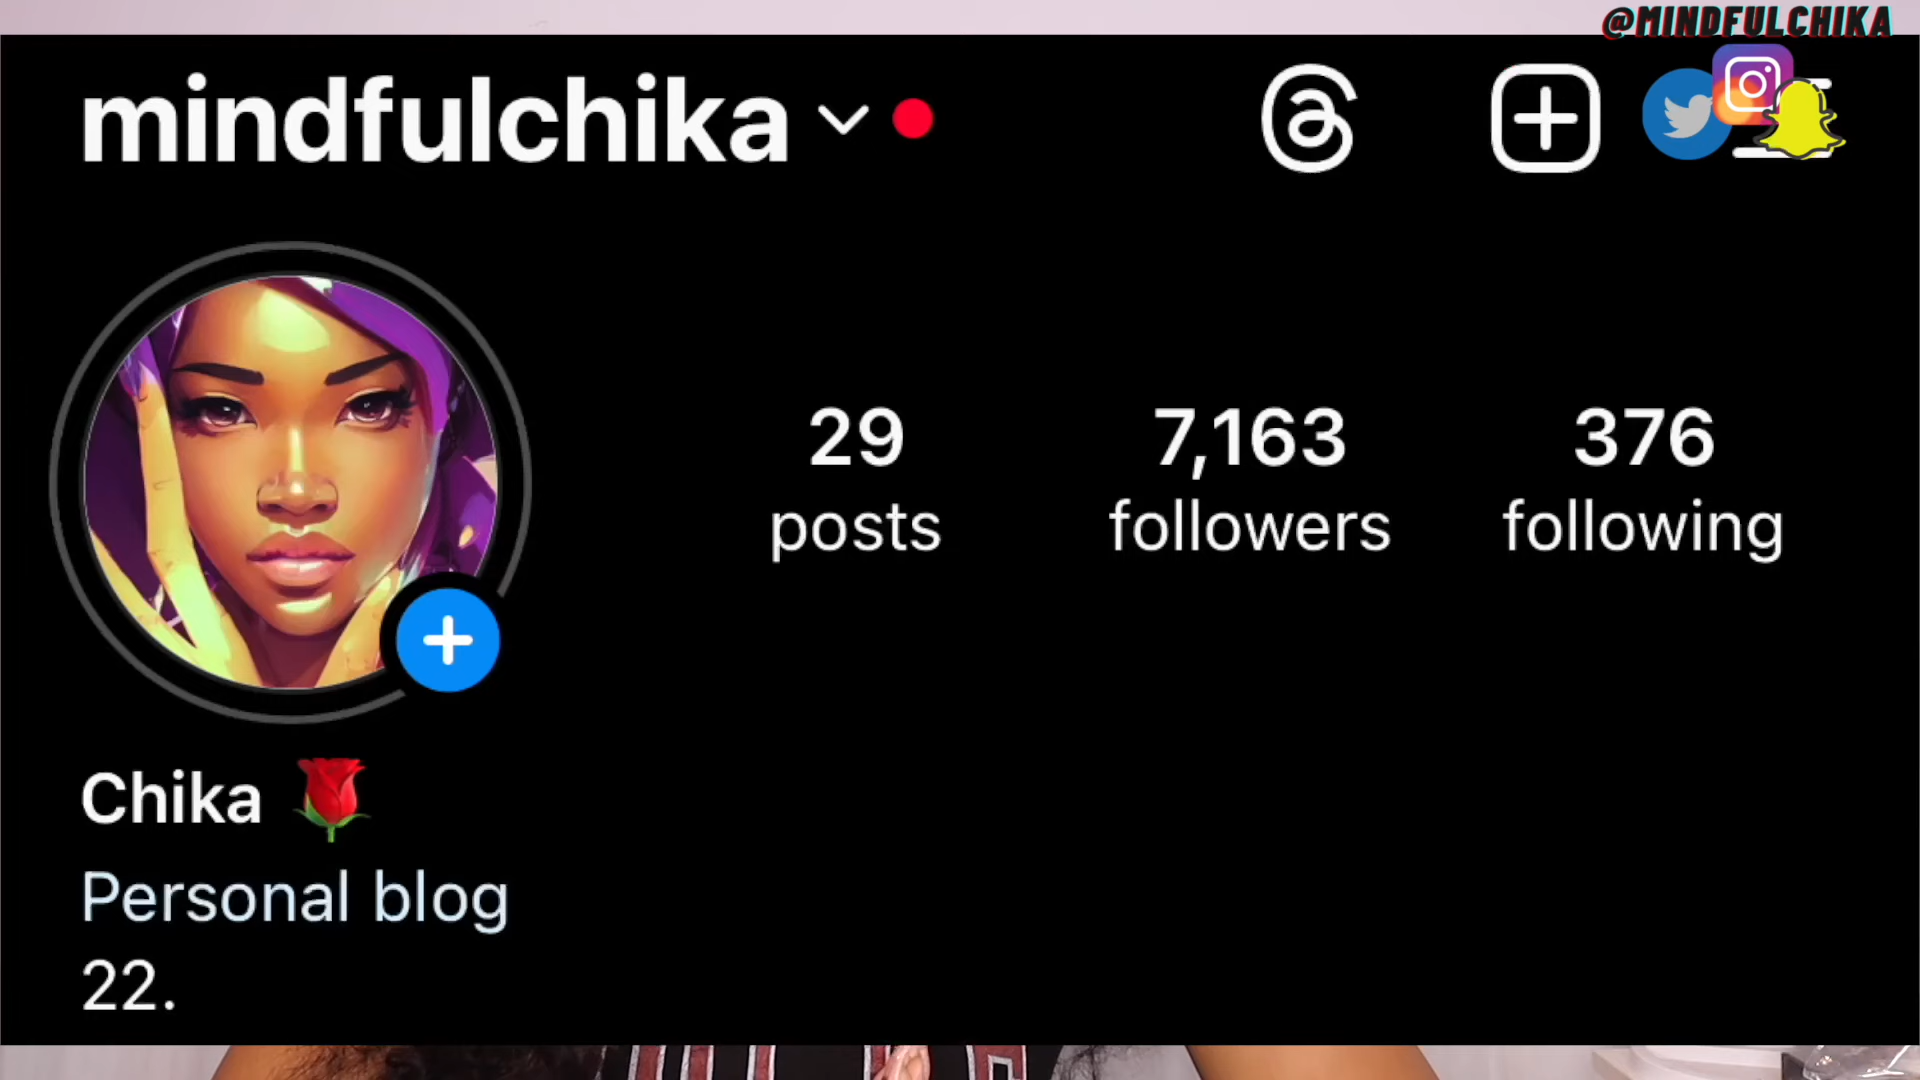 @MINDFULCHIKA
mindfulchika
29
posts
7,163
followers
376
following
Chika 🌹
Personal blog
22.